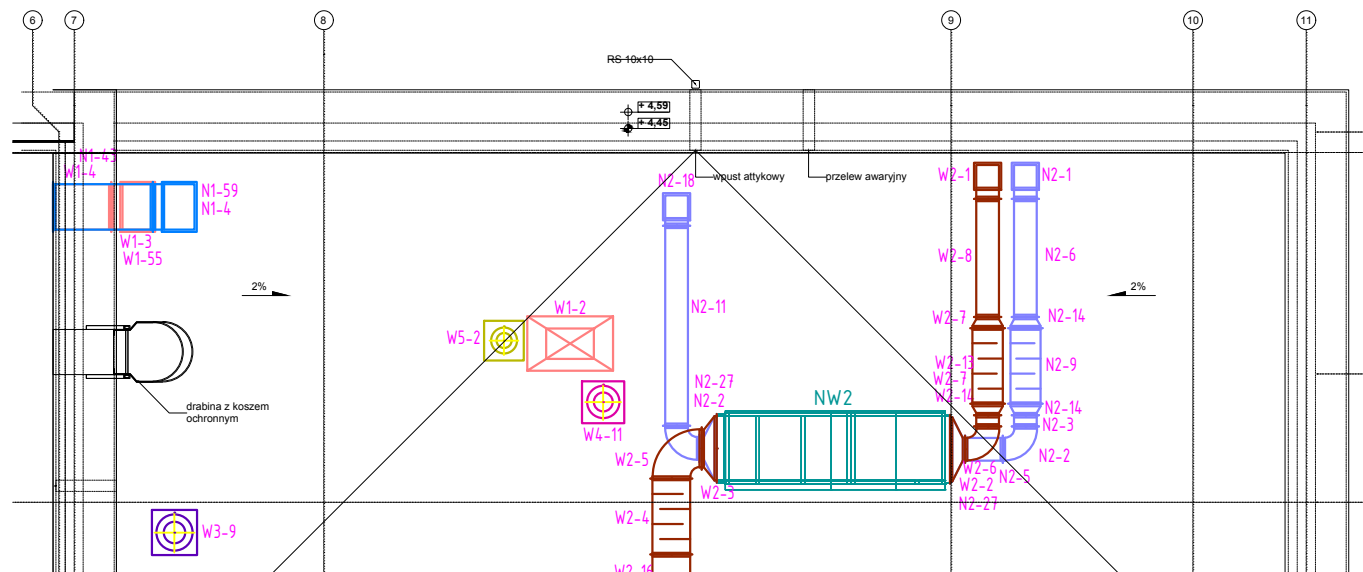 6
7
8
9
10
11
RS 10x10
+ 4,59
+ 4,45
N1-43
W1-4
N1-59
N1-4
W1-3
W1-55
N2-18
wpust attykowy
przelew awaryjny
W2-1
N2-1
2%
2%
W2-8
N2-6
N2-11
W1-2
W5-2
W2-7
N2-14
W2-13
W2-7
W2-14
N2-9
N2-14
N2-3
N2-2
drabina z koszem
ochronnym
W4-11
N2-27
N2-2
NW2
W2-5
W2-3
W2-6
N2-5
W2-2
N2-27
W2-4
W3-9
W2-16